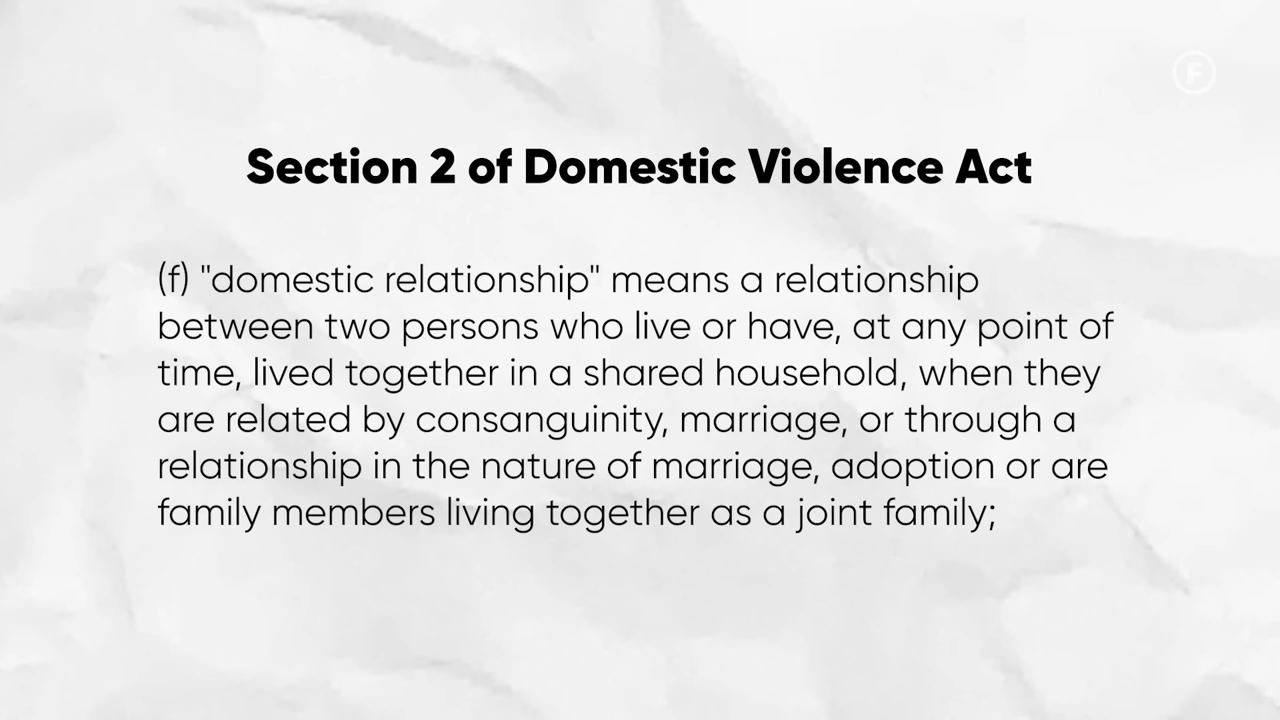 F
Section 2 of Domestic Violence Act
(f) "domestic relationship" means a relationship
between two persons who live or have, at any point of
time, lived together in a shared household, when they
are related by consanguinity, marriage, or through a
relationship in the nature of marriage, adoption or are
family members living together as a joint family;